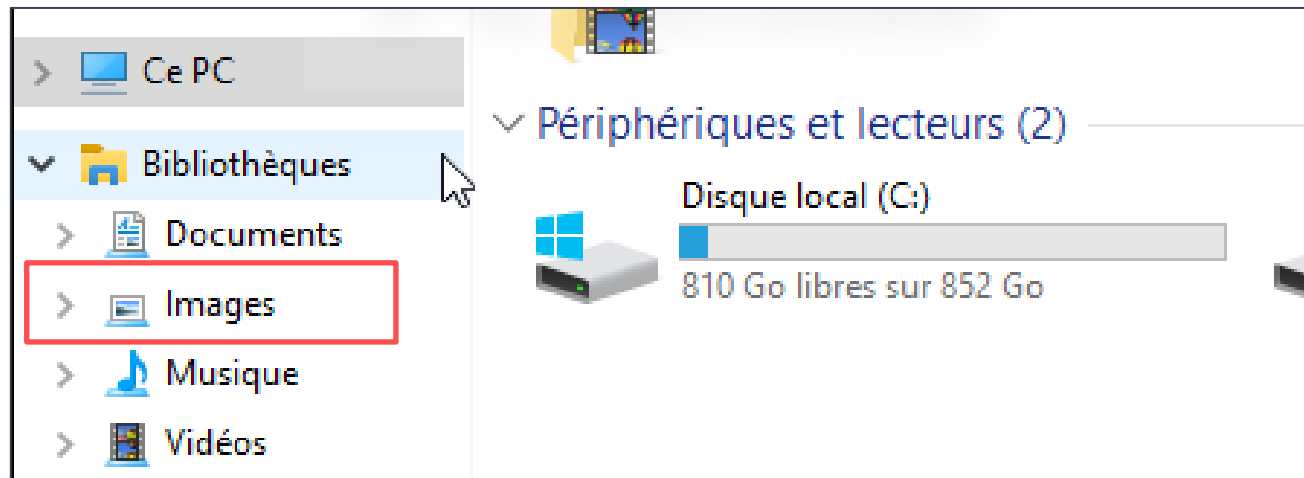 Ce PC
Bibliothèques
Documents
Images
Musique
Vidéos
Périphériques et lecteurs (2)
Disque local (C:)
810 Go libres sur 852 Go